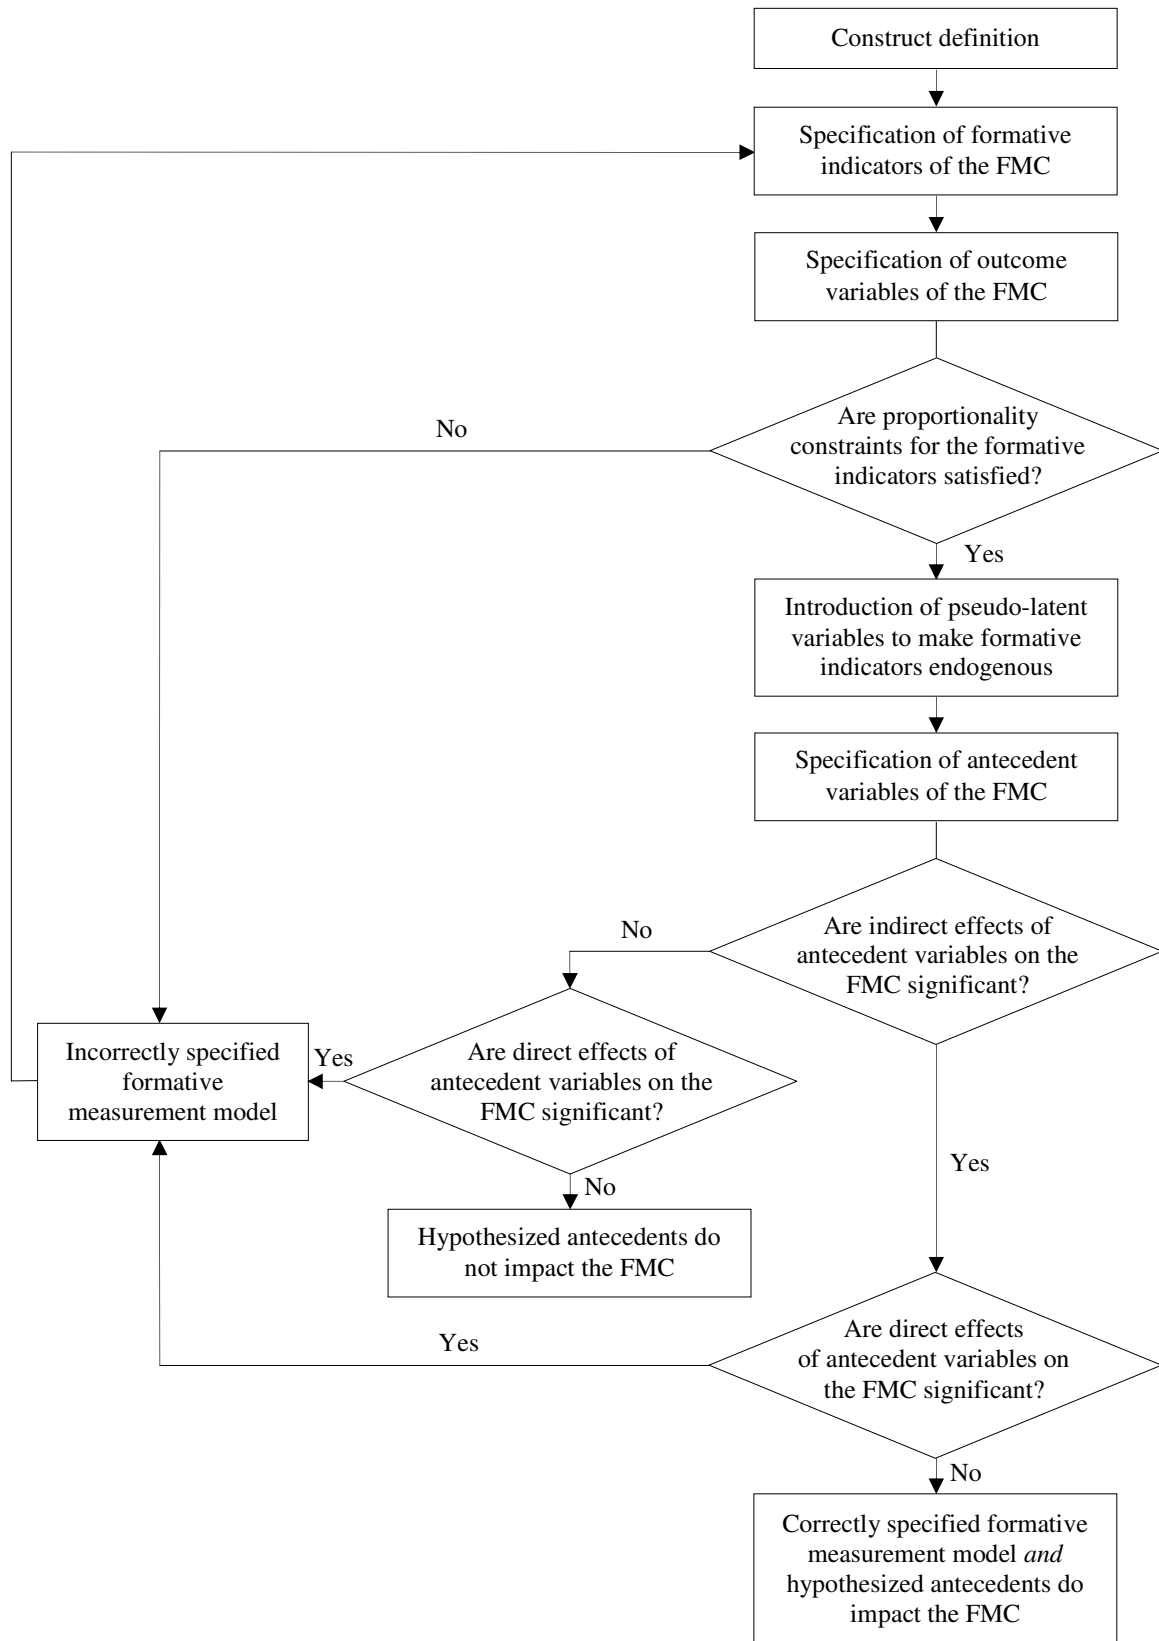 Construct definition
Specification of formative
indicators of the FMC
Specification of outcome
variables of the FMC
Are proportionality
constraints for the formative
indicators satisfied?
No
Yes
Introduction of pseudo-latent
variables to make formative
indicators endogenous
Specification of antecedent
variables of the FMC
Are indirect effects of
antecedent variables on the
FMC significant?
No
Are direct effects of
antecedent variables on the
FMC significant?
Yes
Incorrectly specified
formative
measurement model
No
Hypothesized antecedents do
not impact the FMC
Yes
Are direct effects
of antecedent variables on
the FMC significant?
Yes
No
Correctly specified formative
measurement model and
hypothesized antecedents do
impact the FMC